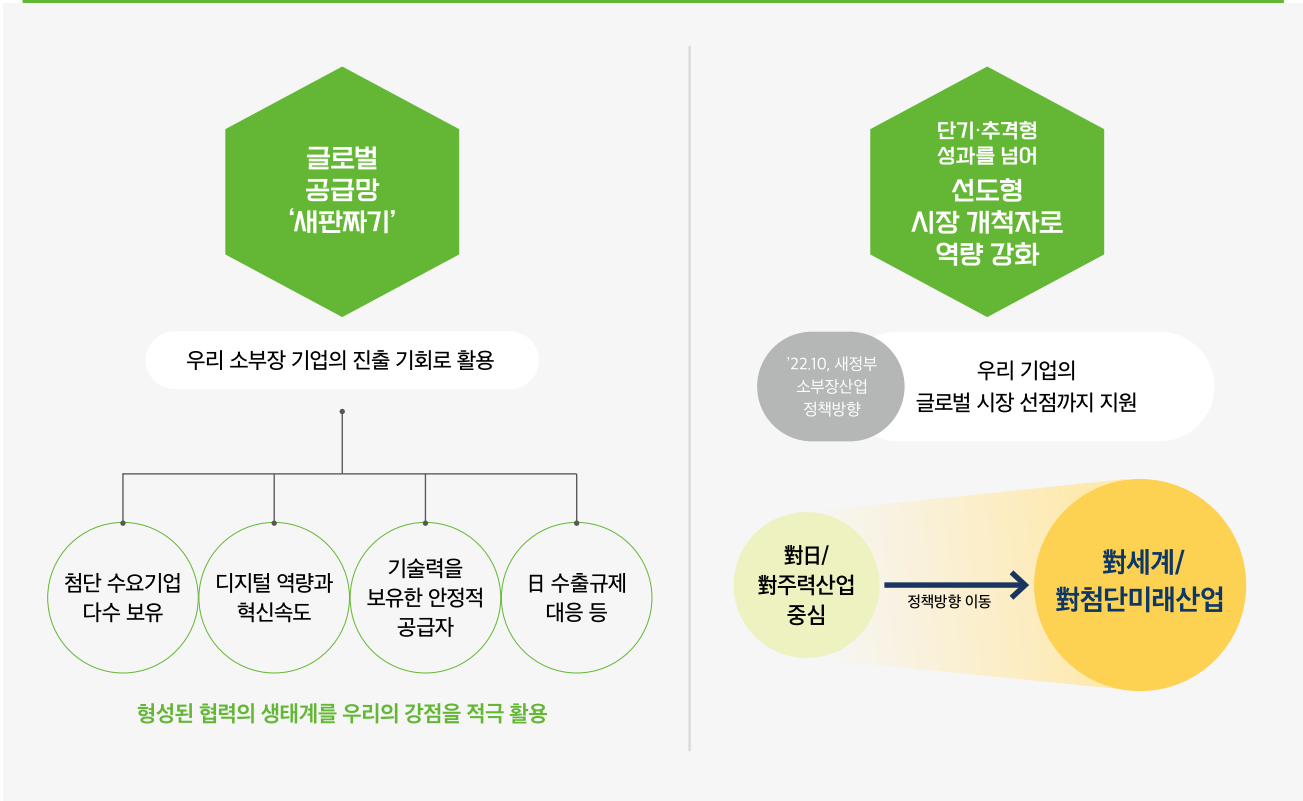 글로벌
공급망
‘새판짜기’
우리 소부장 기업의 진출 기회로 활용
첨단 수요기업
다수 보유
디지털 역량과
혁신속도
기술력을
보유한 안정적
공급자
日 수출규제
대응 등
형성된 협력의 생태계를 우리의 강점을 적극 활용
단기·추격형
성과를 넘어
선도형
시장 개척자로
역량 강화
’22.10, 새정부
소부장산업
정책방향
우리 기업의
글로벌 시장 선점까지 지원
對日/
對주력산업
중심
정책방향 이동
對세계/
對첨단미래산업